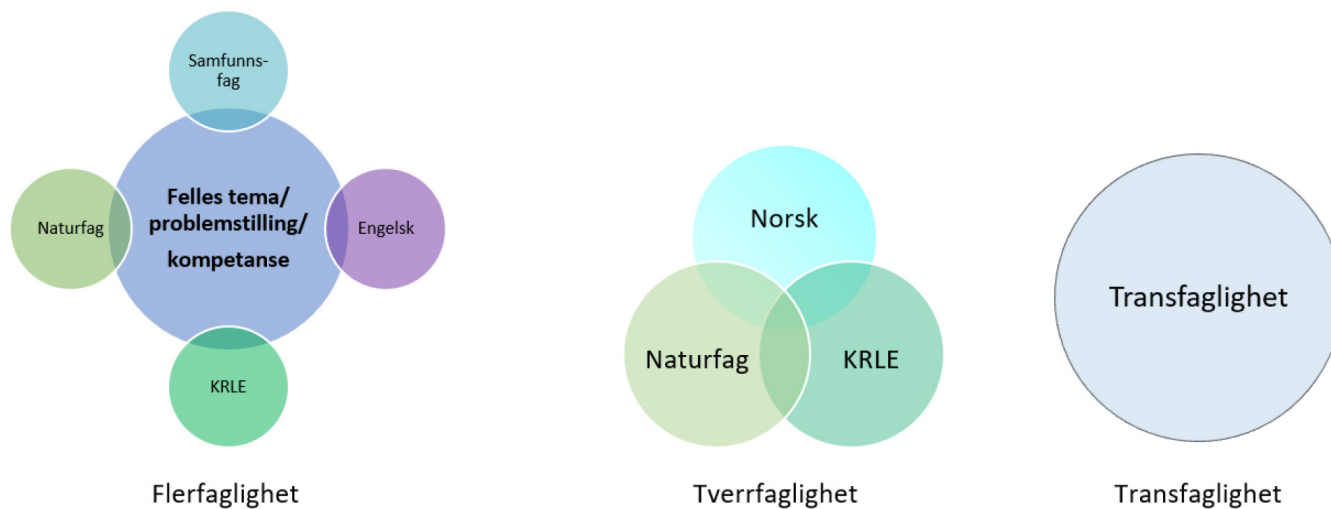 Samfunns-
fag
Felles tema/
problemstilling/
kompetanse
Naturfag
Engelsk
KRLE
Flerfaglighet
Norsk
Naturfag
KRLE
Tverrfaglighet
Transfaglighet
Transfaglighet